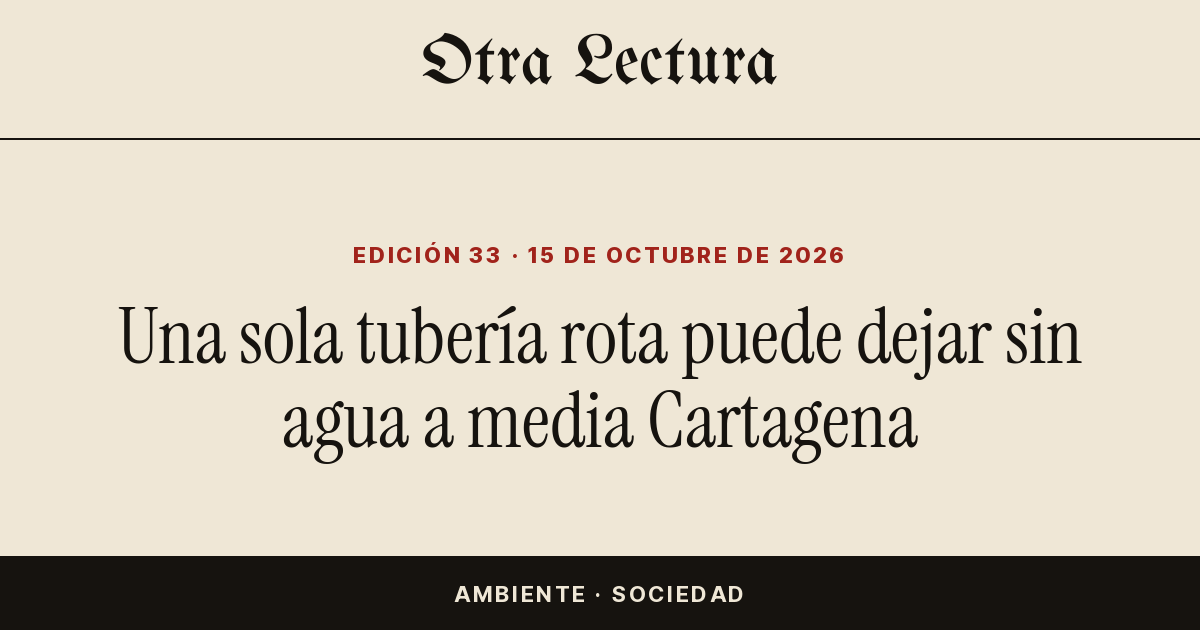 Otra Lectura
EDICIÓN 33 · 15 DE OCTUBRE DE 2026
Una sola tubería rota puede dejar sin
agua a media Cartagena
AMBIENTE · SOCIEDAD